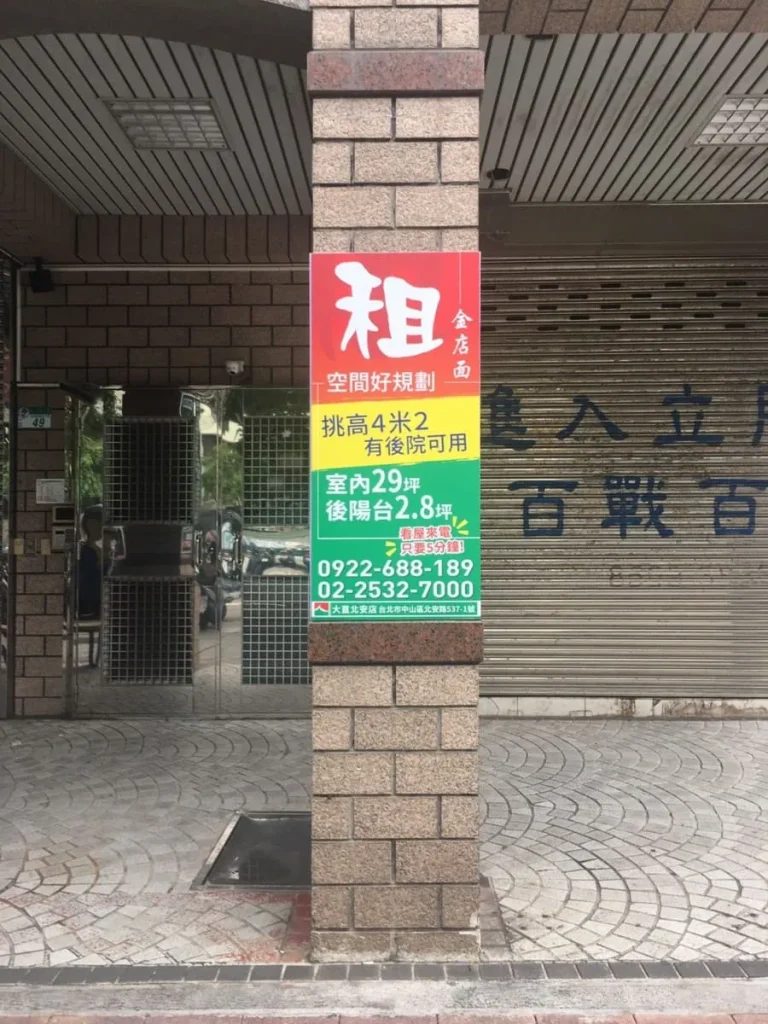 租
金店面
空間好規劃
挑高4米2
有後院可用
室內29坪
後陽台2.8坪
看屋來電
只要5分鐘!
0922-688-189
02-2532-7000
大直北安店 台北市中山區北安路537-1號
49
進入立
百戰百